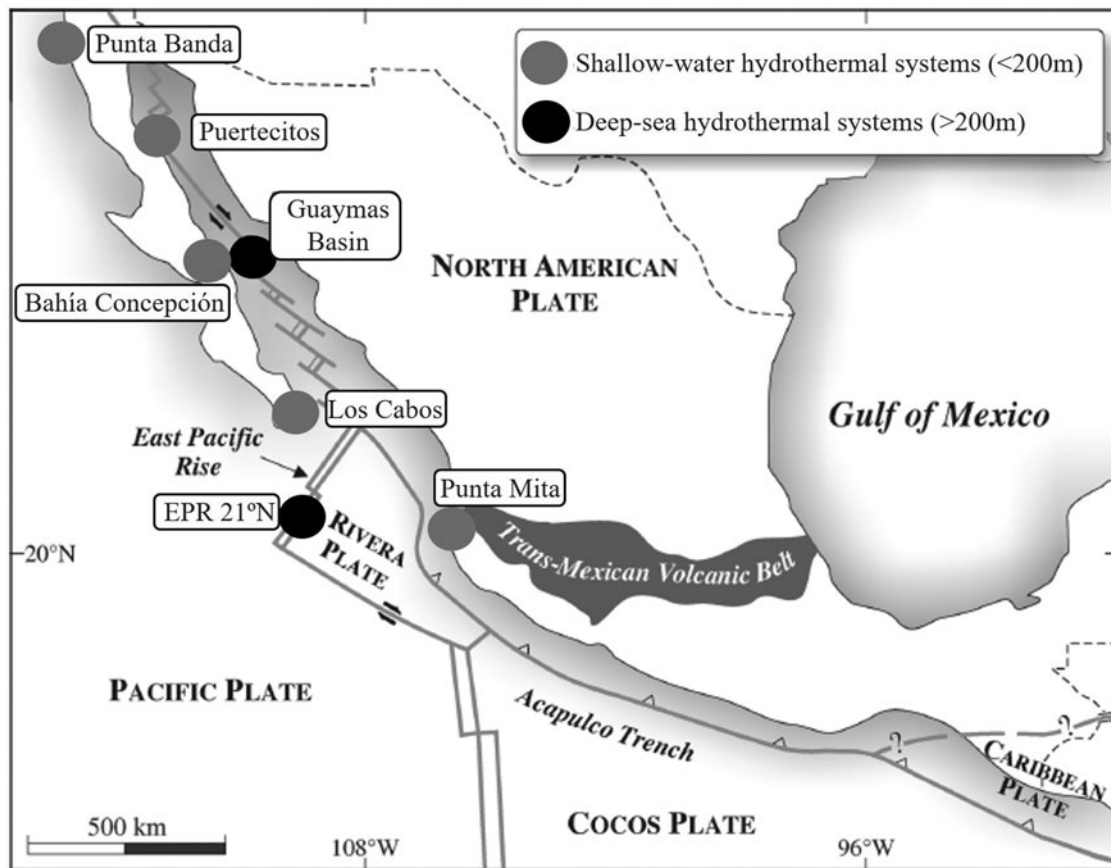 Punta Banda
Shallow-water hydrothermal systems (<200m)
Deep-sea hydrothermal systems (>200m)
Puertecitos
Guaymas
Basin
Bahía Concepción
NORTH AMERICAN
PLATE
Gulf of Mexico
Los Cabos
East Pacific
Rise
EPR 21ºN
Punta Mita
RIVERA
PLATE
Trans-Mexican Volcanic Belt
20°N
PACIFIC PLATE
Acapulco Trench
?
?
CARIBBEAN
PLATE
COCOS PLATE
500 km
108°W
96°W